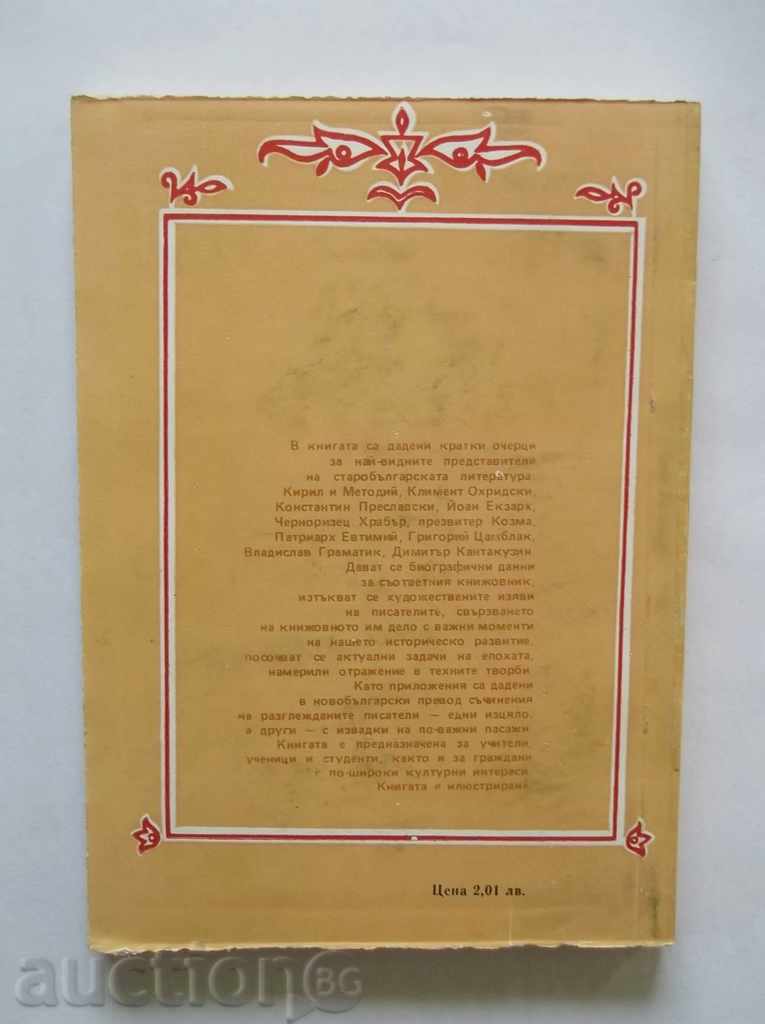 В книгата са дадени кратки очерци
за най-видните представители
на старобългарската литература:
Кирил и Методий, Климент Охридски,
Константин Преславски, Йоан Екзарх,
Черноризец Храбър, презвитер Козма,
Патриарх Евтимий, Григорий Цамблак,
Владислав Граматик, Димитър Кантакузин.
Дават се биографични данни
за съответния книжовник,
изтъкват се художествените изяви
на писателите, свързването
на книжовното им дело с важни моменти
на нашето историческо развитие,
посочват се актуални задачи на епохата,
намерили отражение в техните творби.
Като приложения са дадени
в новобългарски превод съчинения
на разглежданите писатели — едни изцяло,
а други — с извадки на по-важни пасажи.
Книгата е предназначена за учители,
ученици и студенти, както и за граждани
с по-широки културни интереси.
Книгата е илюстрирана.
Цена 2,01 лв.
auctionBG